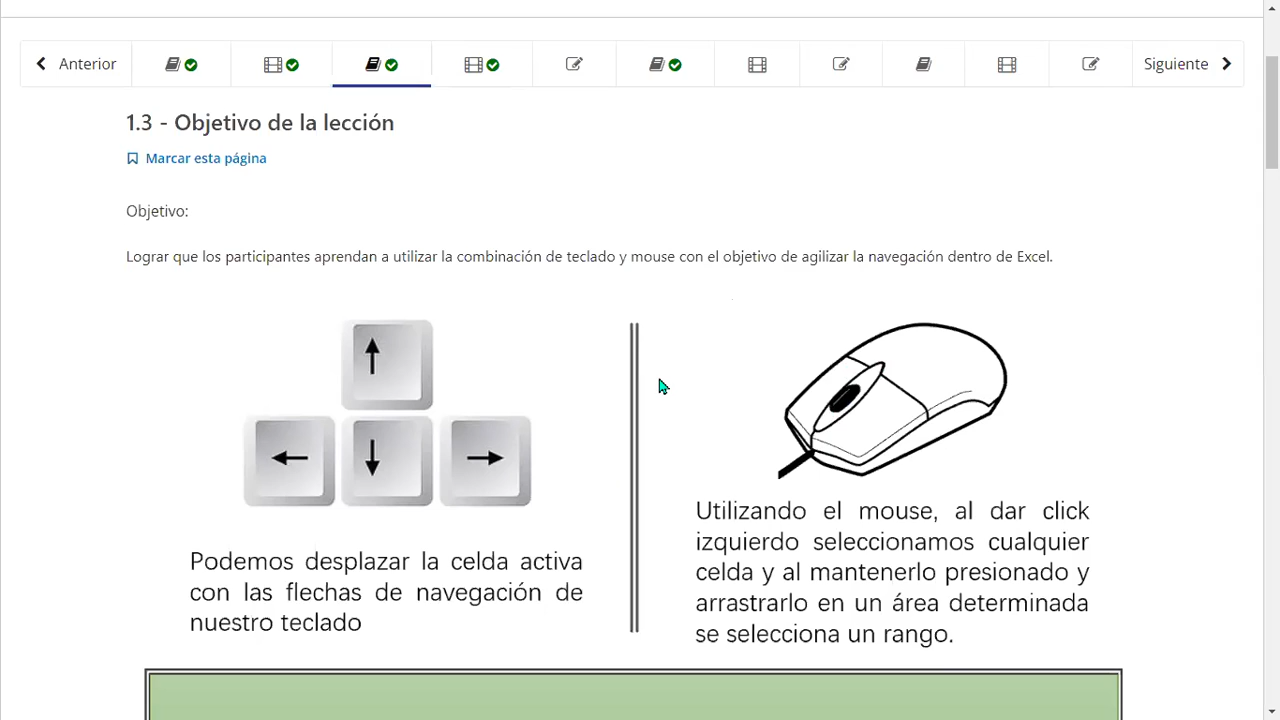 Anterior
Siguiente
1.3 - Objetivo de la lección
Marcar esta página
Objetivo:
Lograr que los participantes aprendan a utilizar la combinación de teclado y mouse con el objetivo de agilizar la navegación dentro de Excel.
Podemos desplazar la celda activa
con las flechas de navegación de
nuestro teclado
Utilizando el mouse, al dar click
izquierdo seleccionamos cualquier
celda y al mantenerlo presionado y
arrastrarlo en un área determinada
se selecciona un rango.